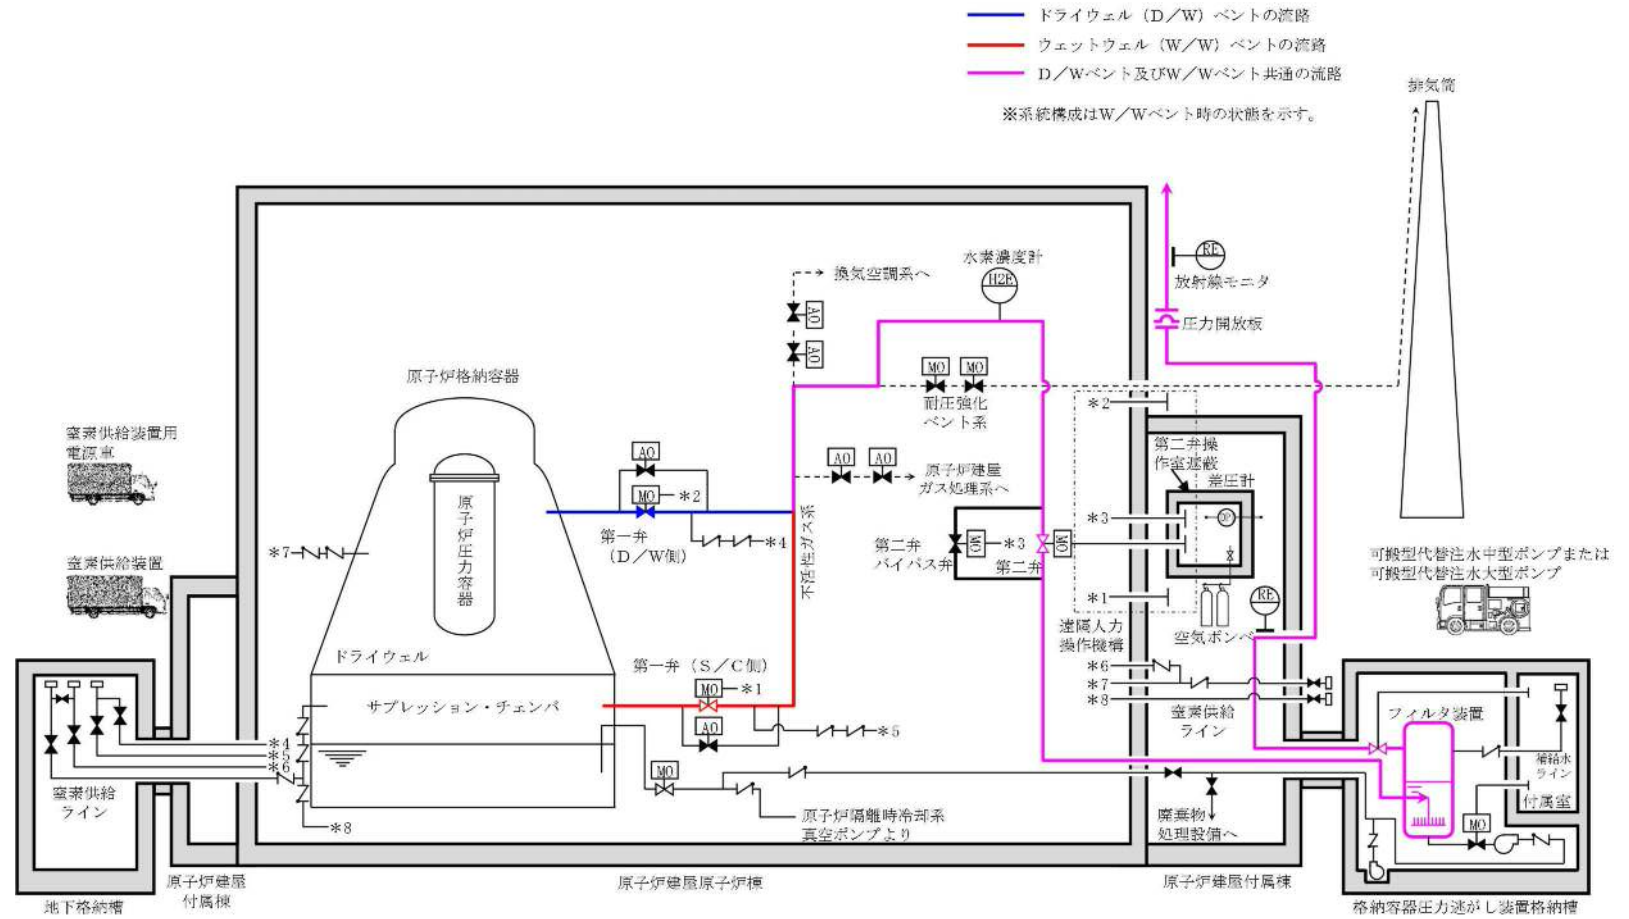 ドライウェル（D／W）ベントの流路
ウェットウェル（W／W）ベントの流路
D／Wベント及びW／Wベント共通の流路
※系統構成はW／Wベント時の状態を示す。
排気筒
RE
放射線モニタ
圧力開放板
水素濃度計
H2E
換気空調系へ
AO
AO
MO
MO
耐圧強化
ベント系
原子炉格納容器
原子炉圧力容器
窒素供給装置用
電源車
窒素供給装置
AO
MO
＊2
第一弁
（D／W側）
＊4
AO
AO
原子炉建屋
ガス処理系へ
不活性ガス系
＊7
ドライウェル
サプレッション・チェンバ
第一弁（S／C側）
MO
＊1
AO
＊5
第二弁
バイパス弁
MO
＊3
第二弁
MO
＊2
第二弁操
作室遮蔽
差圧計
DP
＊3
＊1
空気ボンベ
RE
遠隔人力
操作機構
＊6
＊7
＊8
窒素供給
ライン
可搬型代替注水中型ポンプまたは
可搬型代替注水大型ポンプ
フィルタ装置
補給水
ライン
付属室
MO
＊4
＊5
＊6
窒素供給
ライン
＊8
MO
原子炉隔離時冷却系
真空ポンプより
廃棄物
処理設備へ
原子炉建屋
付属棟
地下格納槽
原子炉建屋原子炉棟
原子炉建屋付属棟
格納容器圧力逃がし装置格納槽